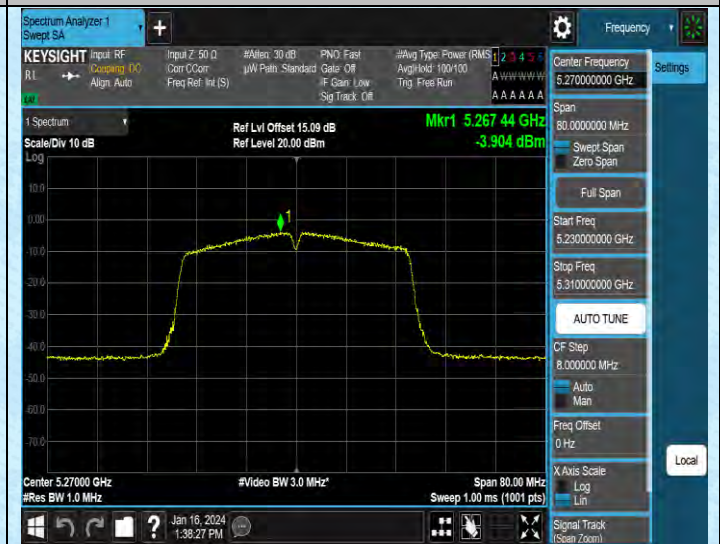 Spectrum Analyzer 1
Swept SA
Frequency
KEYSIGHT
RL
Input: RF
Coupling: DC
Align: Auto
Input Z: 50 Ω
Corr CCorr
Freq Ref: Int (S)
#Atten: 30 dB
µW Path: Standard
PNO: Fast
Gate: Off
IF Gain: Low
Sig Track: Off
#Avg Type: Power (RMS
Avg|Hold: 100/100
Trig: Free Run
1 2 3 4 5 6
A W W W W W
A A A A A A
1 Spectrum
Scale/Div 10 dB
Log
Ref Lvl Offset 15.09 dB
Ref Level 20.00 dBm
Mkr1 5.267 44 GHz
-3.904 dBm
10.0
0.00
-10.0
-20.0
-30.0
-40.0
-50.0
-60.0
-70.0
1
Center 5.27000 GHz
#Res BW 1.0 MHz
#Video BW 3.0 MHz*
Span 80.00 MHz
Sweep 1.00 ms (1001 pts)
Jan 16, 2024
1:38:27 PM
?
Center Frequency
5.270000000 GHz
Settings
Span
80.0000000 MHz
Swept Span
Zero Span
Full Span
Start Freq
5.230000000 GHz
Stop Freq
5.310000000 GHz
AUTO TUNE
CF Step
8.000000 MHz
Auto
Man
Freq Offset
0 Hz
X Axis Scale
Log
Lin
Local
Signal Track
(Span Zoom)